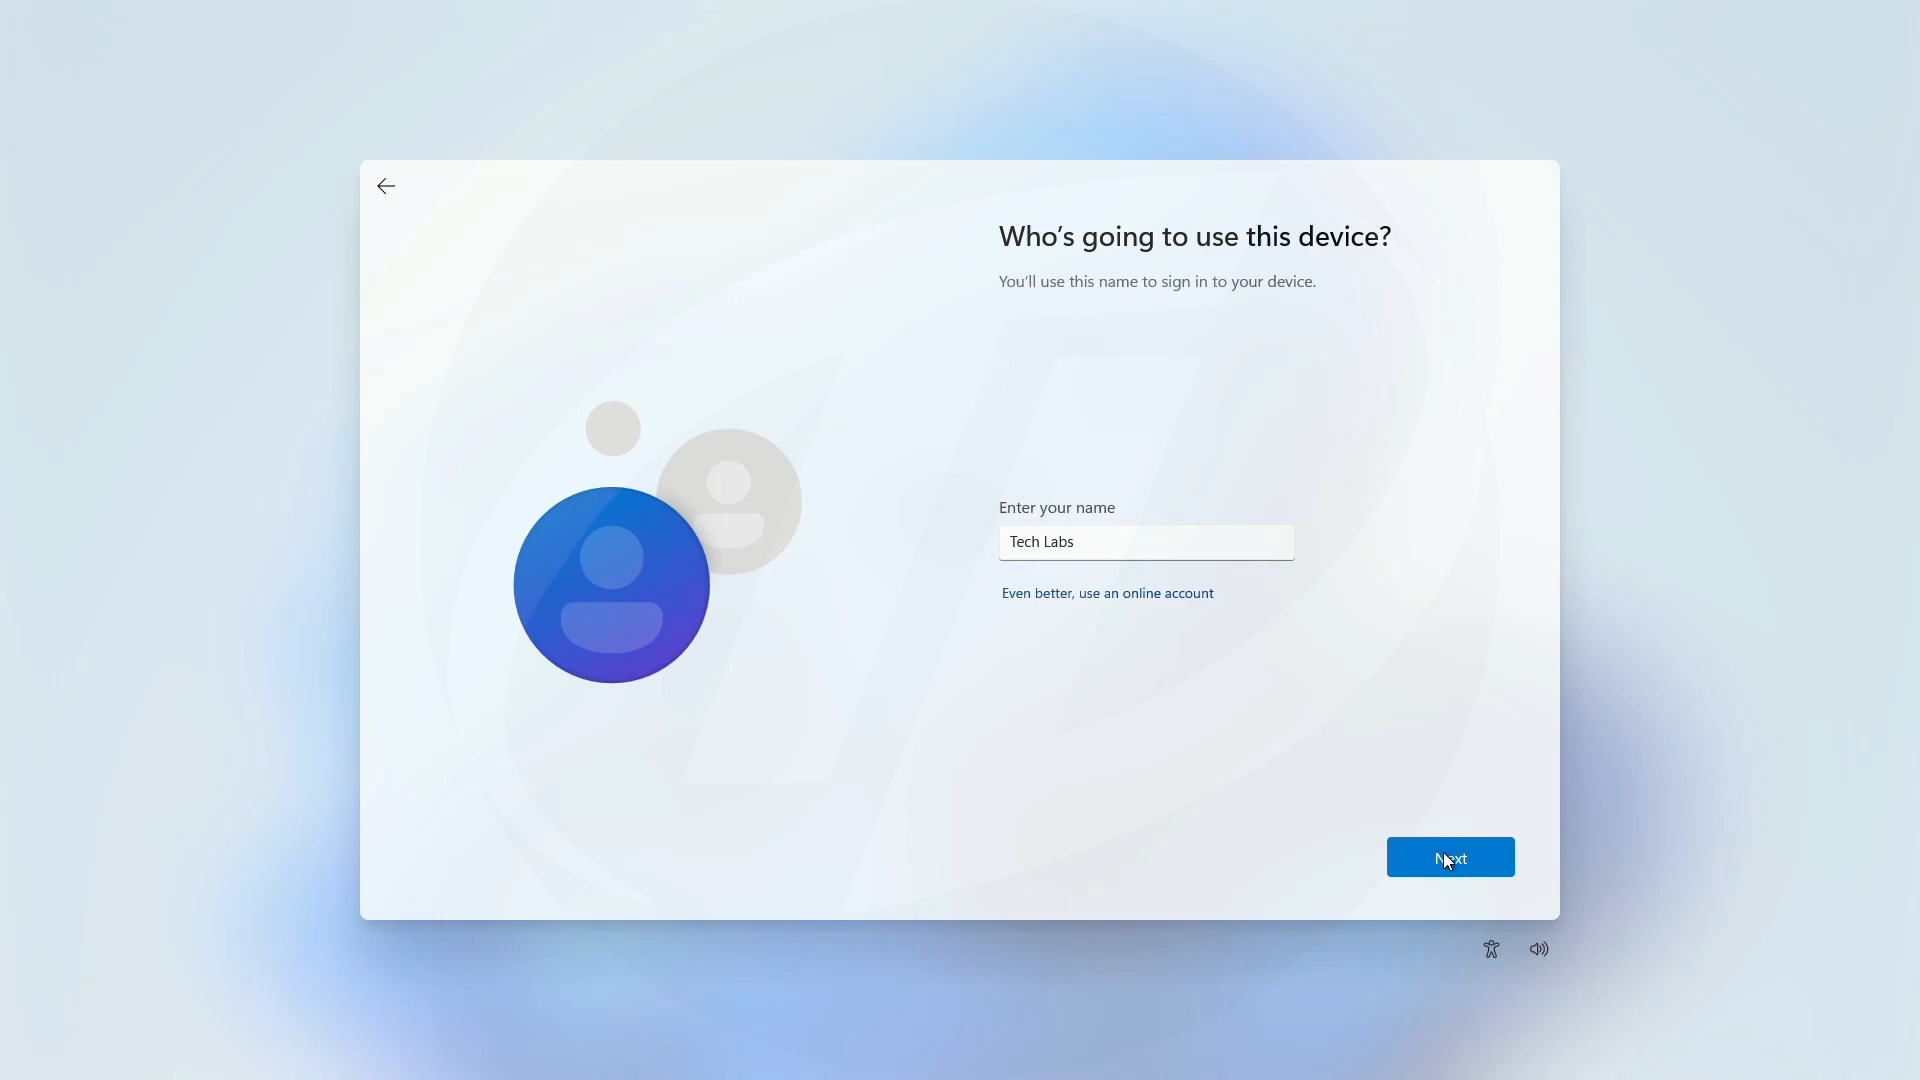 Who's going to use this device?
You'll use this name to sign in to your device.
Enter your name
Tech Labs
Even better, use an online account
Next